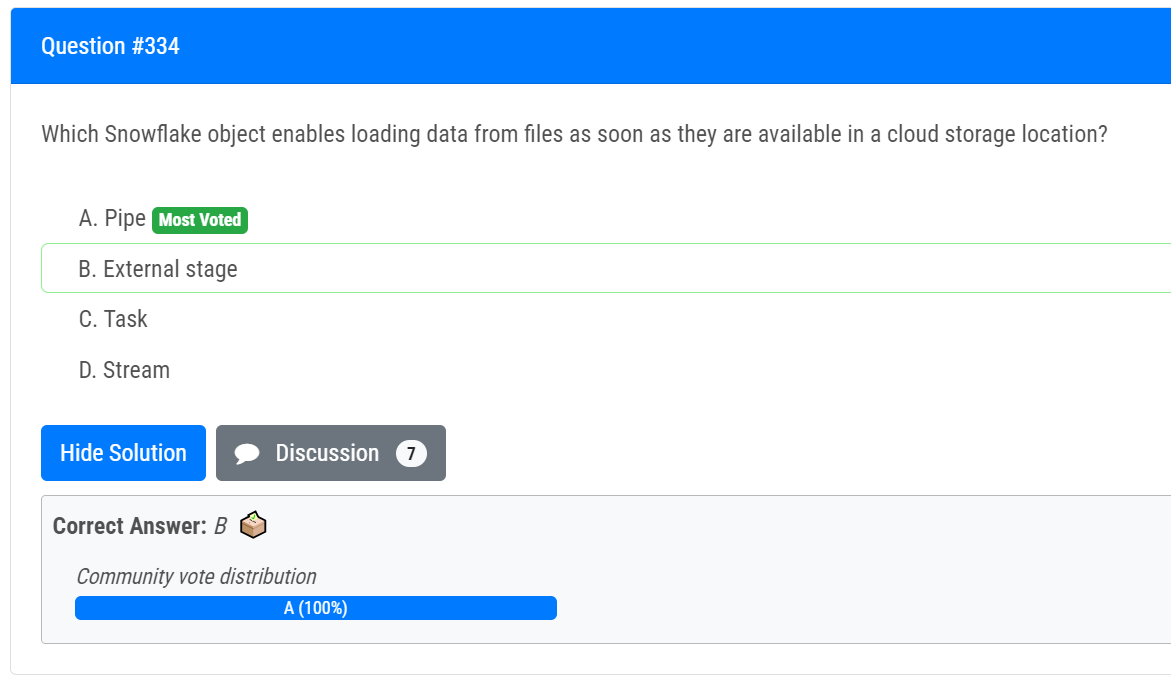 Question #334
Which Snowflake object enables loading data from files as soon as they are available in a cloud storage location?
A. Pipe Most Voted
B. External stage
C. Task
D. Stream
Hide Solution Discussion 7
Correct Answer: B
Community vote distribution
A (100%)